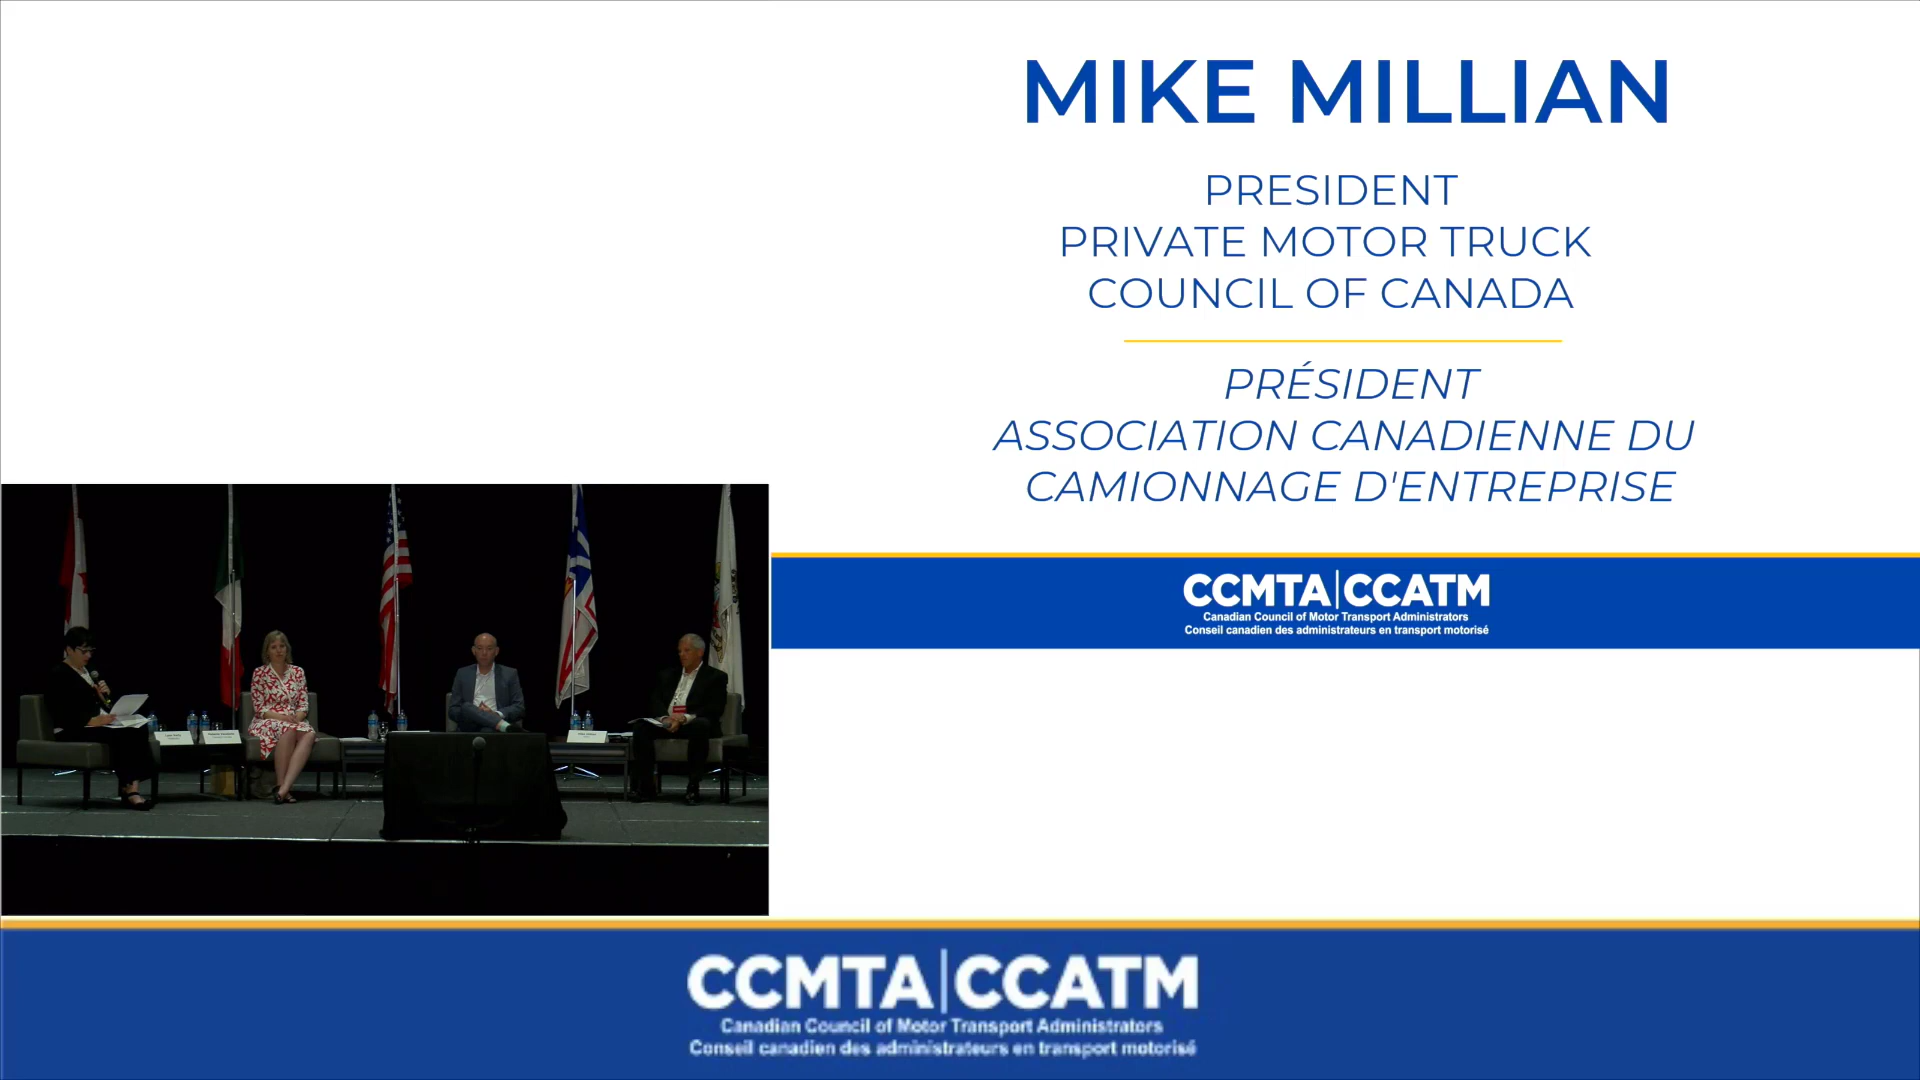 MIKE MILLIAN
PRESIDENT
PRIVATE MOTOR TRUCK
COUNCIL OF CANADA
PRÉSIDENT
ASSOCIATION CANADIENNE DU
CAMIONNAGE D'ENTREPRISE
CCMTA|CCATM
Canadian Council of Motor Transport Administrators
Conseil canadien des administrateurs en transport motorisé
CCMTA|CCATM
Canadian Council of Motor Transport Administrators
Conseil canadien des administrateurs en transport motorisé